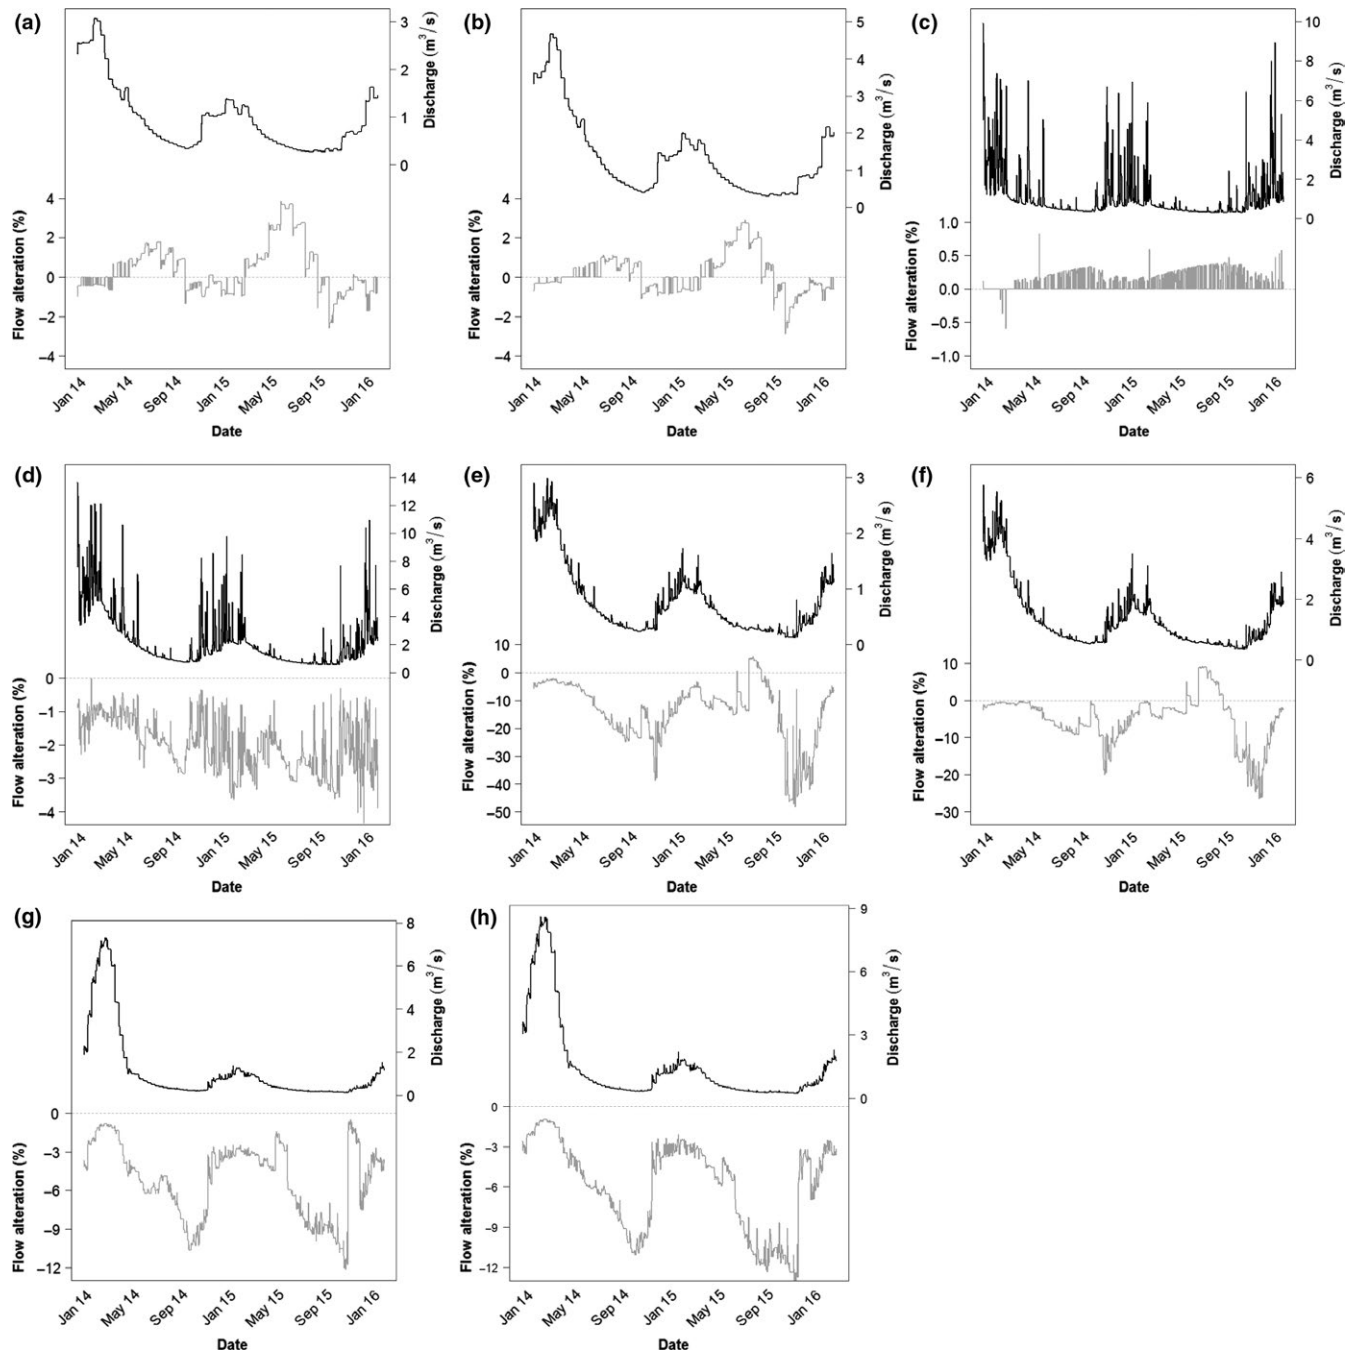 (a)
3
2
1
0
Discharge (m³/s)
4
2
0
−2
−4
Flow alteration (%)
Jan 14
May 14
Sep 14
Jan 15
May 15
Sep 15
Jan 16
Date
(b)
5
4
3
2
1
0
Discharge (m³/s)
4
2
0
−2
−4
Flow alteration (%)
Jan 14
May 14
Sep 14
Jan 15
May 15
Sep 15
Jan 16
Date
(c)
10
8
6
4
2
0
Discharge (m³/s)
1.0
0.5
0.0
−0.5
−1.0
Flow alteration (%)
Jan 14
May 14
Sep 14
Jan 15
May 15
Sep 15
Jan 16
Date
(d)
14
12
10
8
6
4
2
0
Discharge (m³/s)
0
−1
−2
−3
−4
Flow alteration (%)
Jan 14
May 14
Sep 14
Jan 15
May 15
Sep 15
Jan 16
Date
(e)
3
2
1
0
Discharge (m³/s)
10
0
−10
−20
−30
−40
−50
Flow alteration (%)
Jan 14
May 14
Sep 14
Jan 15
May 15
Sep 15
Jan 16
Date
(f)
6
4
2
0
Discharge (m³/s)
10
0
−10
−20
−30
Flow alteration (%)
Jan 14
May 14
Sep 14
Jan 15
May 15
Sep 15
Jan 16
Date
(g)
8
6
4
2
0
Discharge (m³/s)
0
−3
−6
−9
−12
Flow alteration (%)
Jan 14
May 14
Sep 14
Jan 15
May 15
Sep 15
Jan 16
Date
(h)
9
6
3
0
Discharge (m³/s)
0
−3
−6
−9
−12
Flow alteration (%)
Jan 14
May 14
Sep 14
Jan 15
May 15
Sep 15
Jan 16
Date